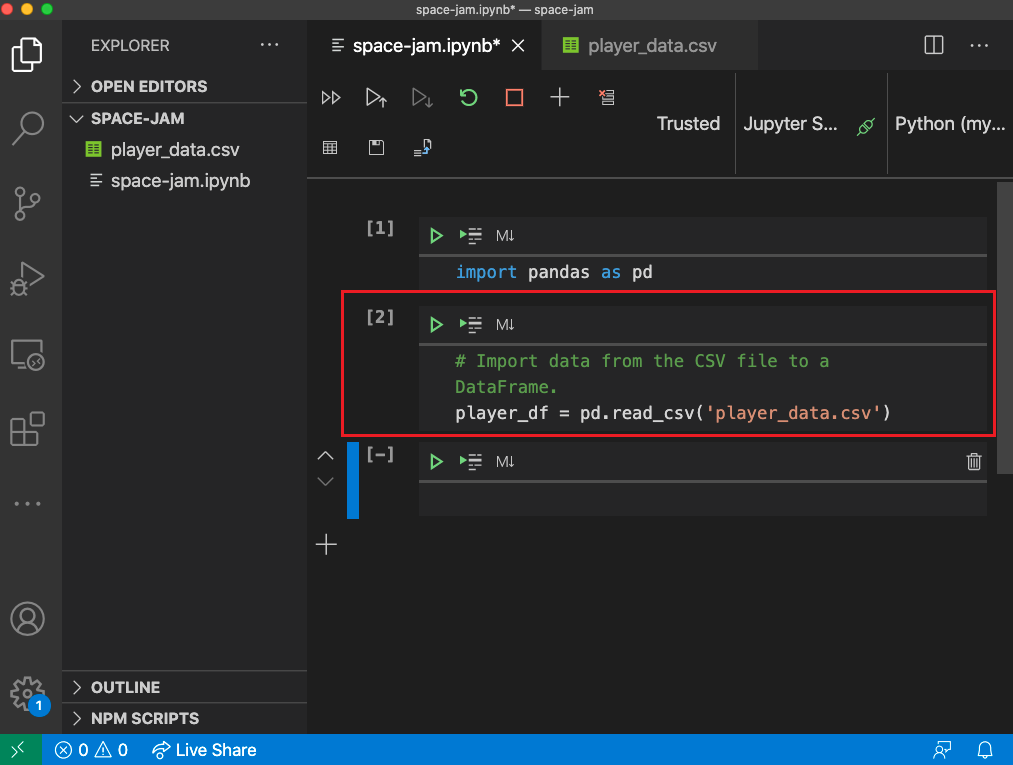 space-jam.ipynb* — space-jam
EXPLORER
OPEN EDITORS
SPACE-JAM
player_data.csv
space-jam.ipynb
OUTLINE
NPM SCRIPTS
space-jam.ipynb*
player_data.csv
Trusted
Jupyter S...
Python (my...
[1]
M↓
import pandas as pd
[2]
M↓
# Import data from the CSV file to a
DataFrame.
player_df = pd.read_csv('player_data.csv')
[-]
M↓
1
0 0
Live Share